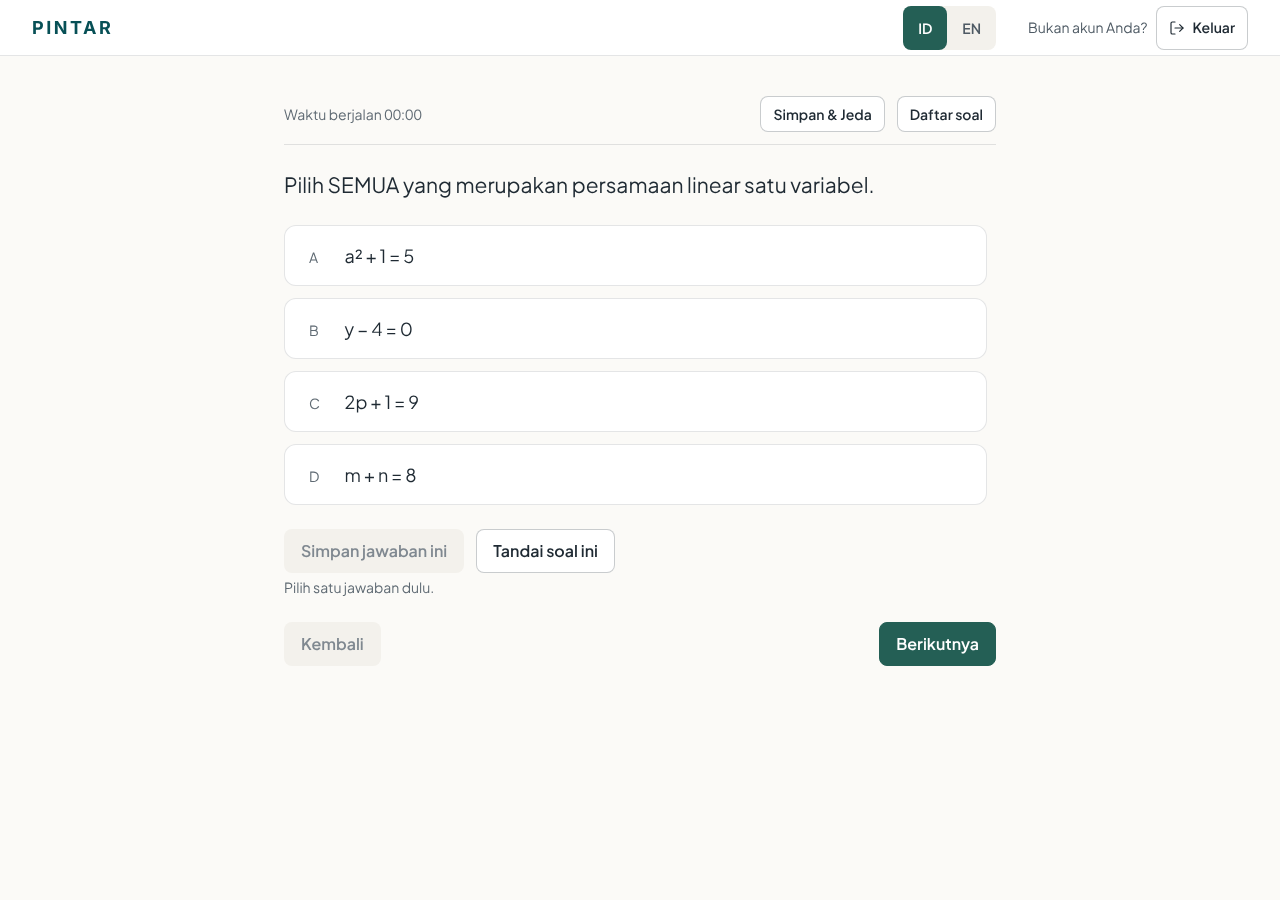 PINTAR
ID EN Bukan akun Anda? Keluar
Waktu berjalan 00:00 Simpan & Jeda Daftar soal
Pilih SEMUA yang merupakan persamaan linear satu variabel.
A a² + 1 = 5
B y – 4 = 0
C 2p + 1 = 9
D m + n = 8
Simpan jawaban ini Tandai soal ini
Pilih satu jawaban dulu.
Kembali Berikutnya